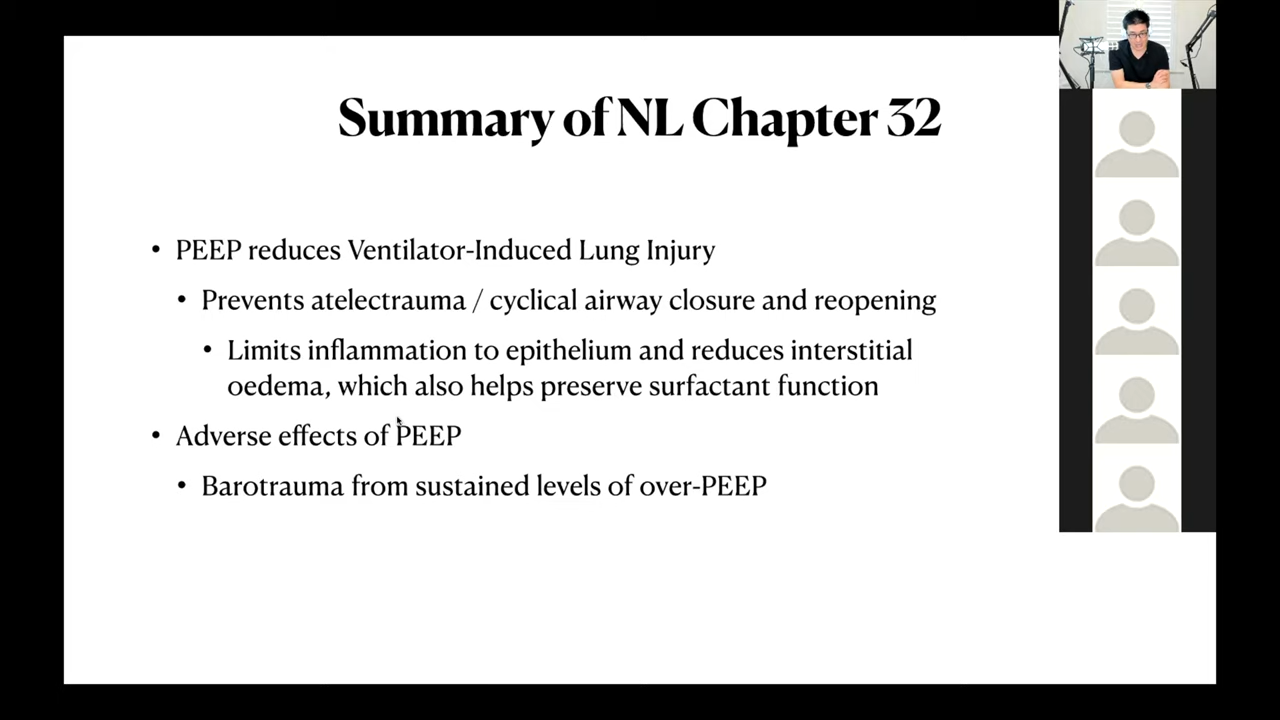 Summary of NL Chapter 32
• PEEP reduces Ventilator-Induced Lung Injury
• Prevents atelectrauma / cyclical airway closure and reopening
• Limits inflammation to epithelium and reduces interstitial
oedema, which also helps preserve surfactant function
• Adverse effects of PEEP
• Barotrauma from sustained levels of over-PEEP